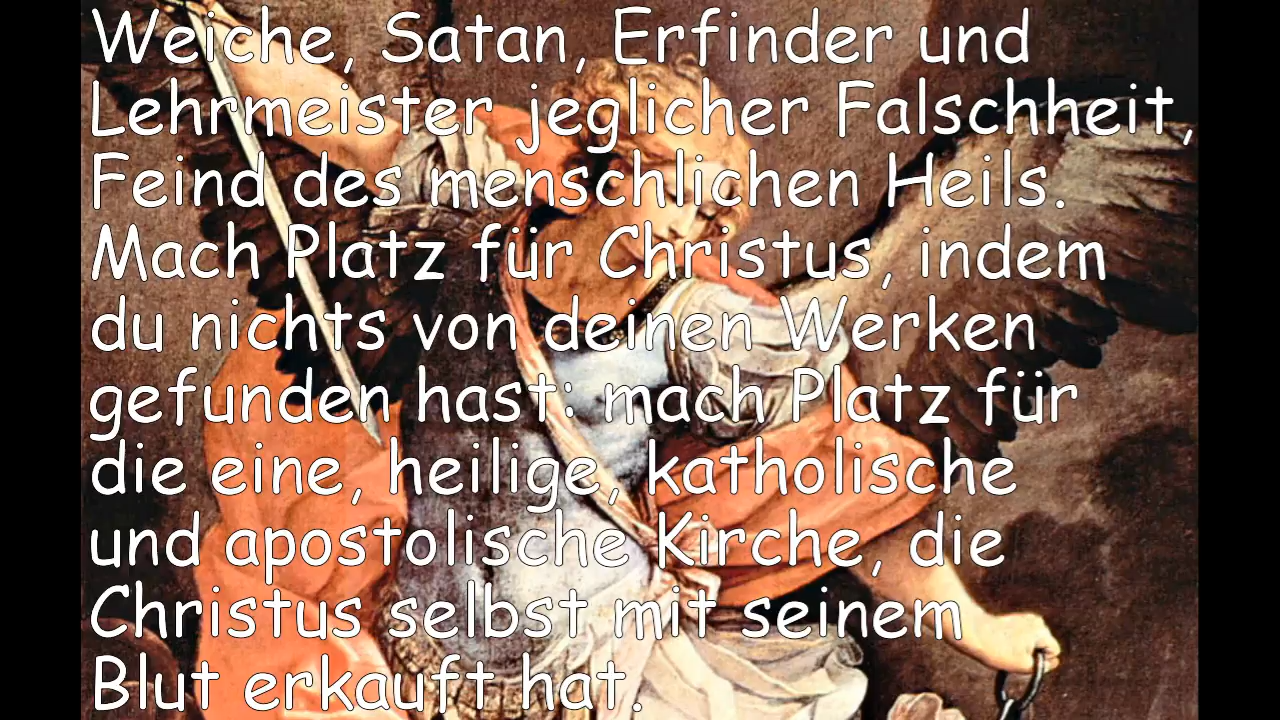 Weiche, Satan, Erfinder und
Lehrmeister jeglicher Falschheit,
Feind des menschlichen Heils.
Mach Platz für Christus, indem
du nichts von deinen Werken
gefunden hast: mach Platz für
die eine, heilige, katholische
und apostolische Kirche, die
Christus selbst mit seinem
Blut erkauft hat.